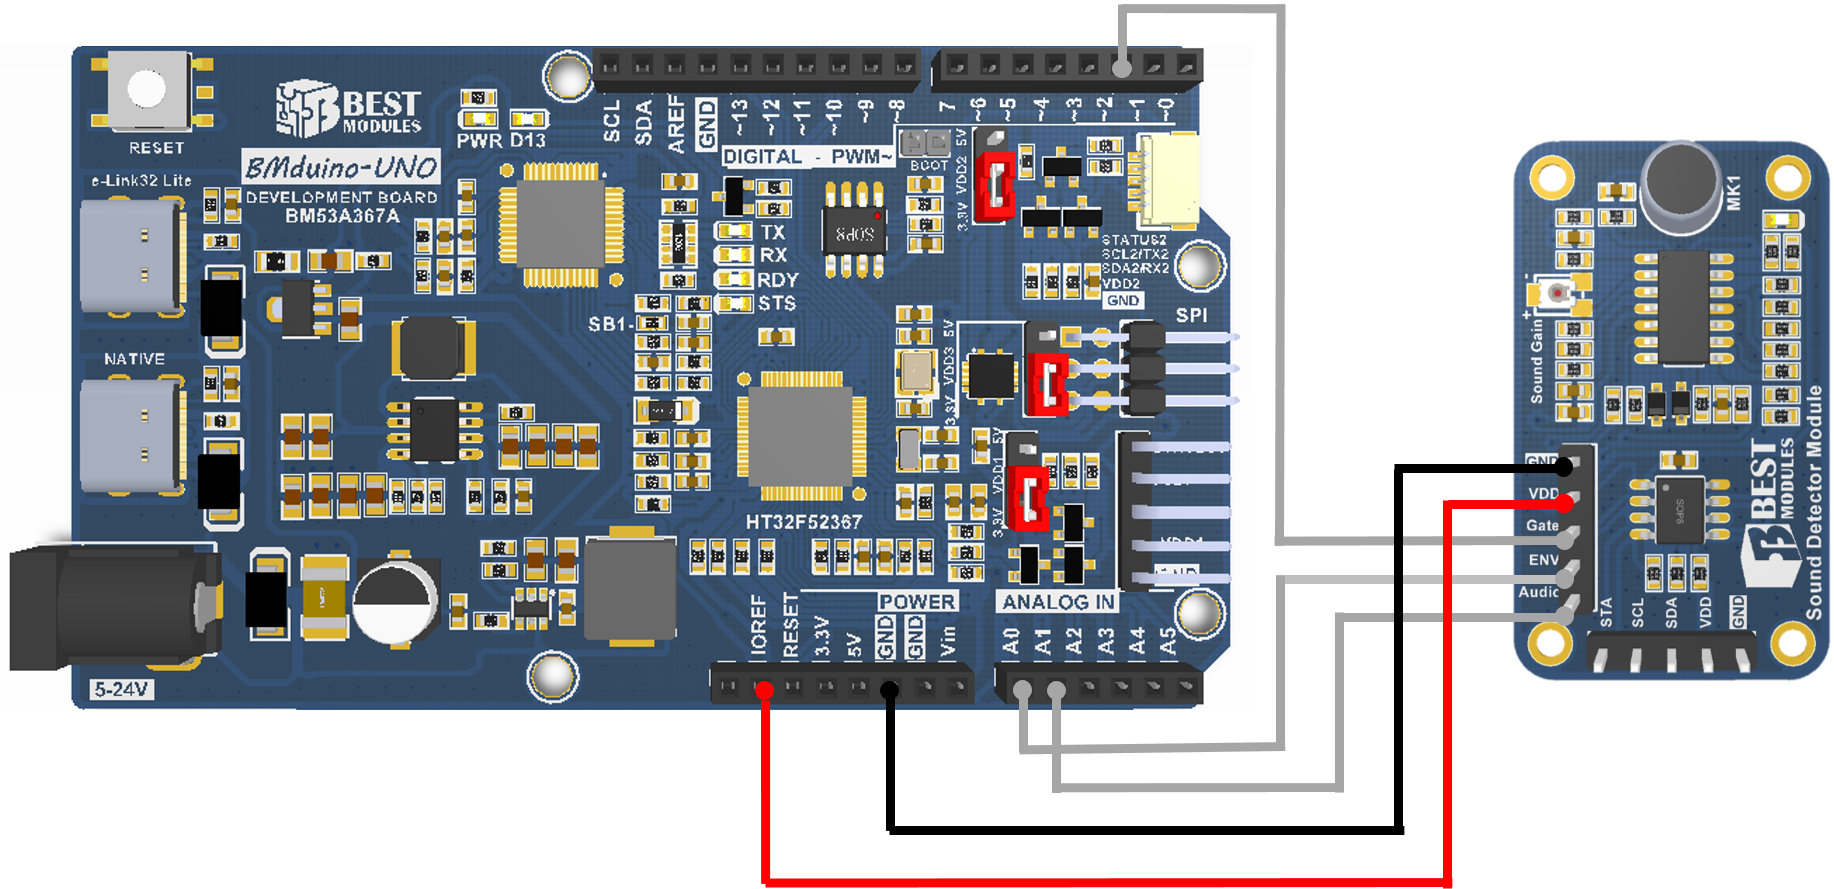 BEST
MODULES
RESET
PWR D13
SCL
SDA
AREF
GND
~13
~12
~11
~10
~9
~8
7
~6
~5
~4
~3
~2
~1
~0
DIGITAL - PWM~
BOOT
BMduino-UNO
DEVELOPMENT BOARD
BM53A367A
e-Link32 Lite
NATIVE
5-24V
TX
RX
RDY
STS
SB1-
SOP8
3.3V VDD2 5V
STATUS2
SCL2/TX2
SDA2/RX2
VDD2
GND
SPI
3.3V VDD3 5V
3.3V VDD1 5V
HT32F52367
POWER
ANALOG IN
IOREF
RESET
3.3V
5V
GND
GND
Vin
A0
A1
A2
A3
A4
A5
MK1
-
+
Sound Gain
GND
VDD
Gate
ENV
Audio
STA
SCL
SDA
VDD
GND
SOP8
BEST
MODULES
Sound Detector Module